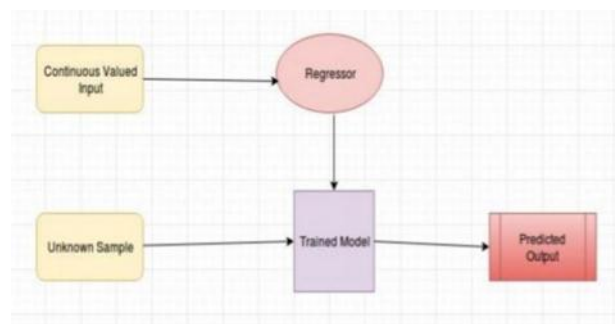 Continuous Valued
Input
Regressor
Unknown Sample
Trained Model
Predicted
Output